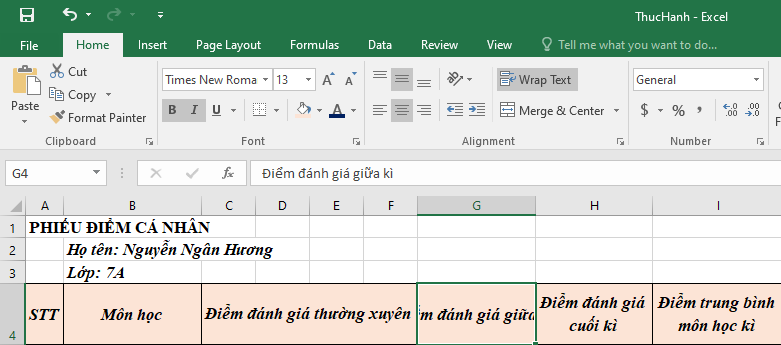 ThucHanh - Excel
File Home Insert Page Layout Formulas Data Review View Tell me what you want to do...
Cut
Copy
Format Painter
Paste
Clipboard
Times New Roma 13
B I U
Font
Wrap Text
Merge & Center
Alignment
General
$ % , .0 .00 .00 .0
Number
G4 fx Điểm đánh giá giữa kì
A B C D E F G H I
1 PHIẾU ĐIỂM CÁ NHÂN
2 Họ tên: Nguyễn Ngân Hương
3 Lớp: 7A
4 STT Môn học Điểm đánh giá thường xuyên m đánh giá giữa Điểm đánh giá cuối kì Điểm trung bình môn học kì